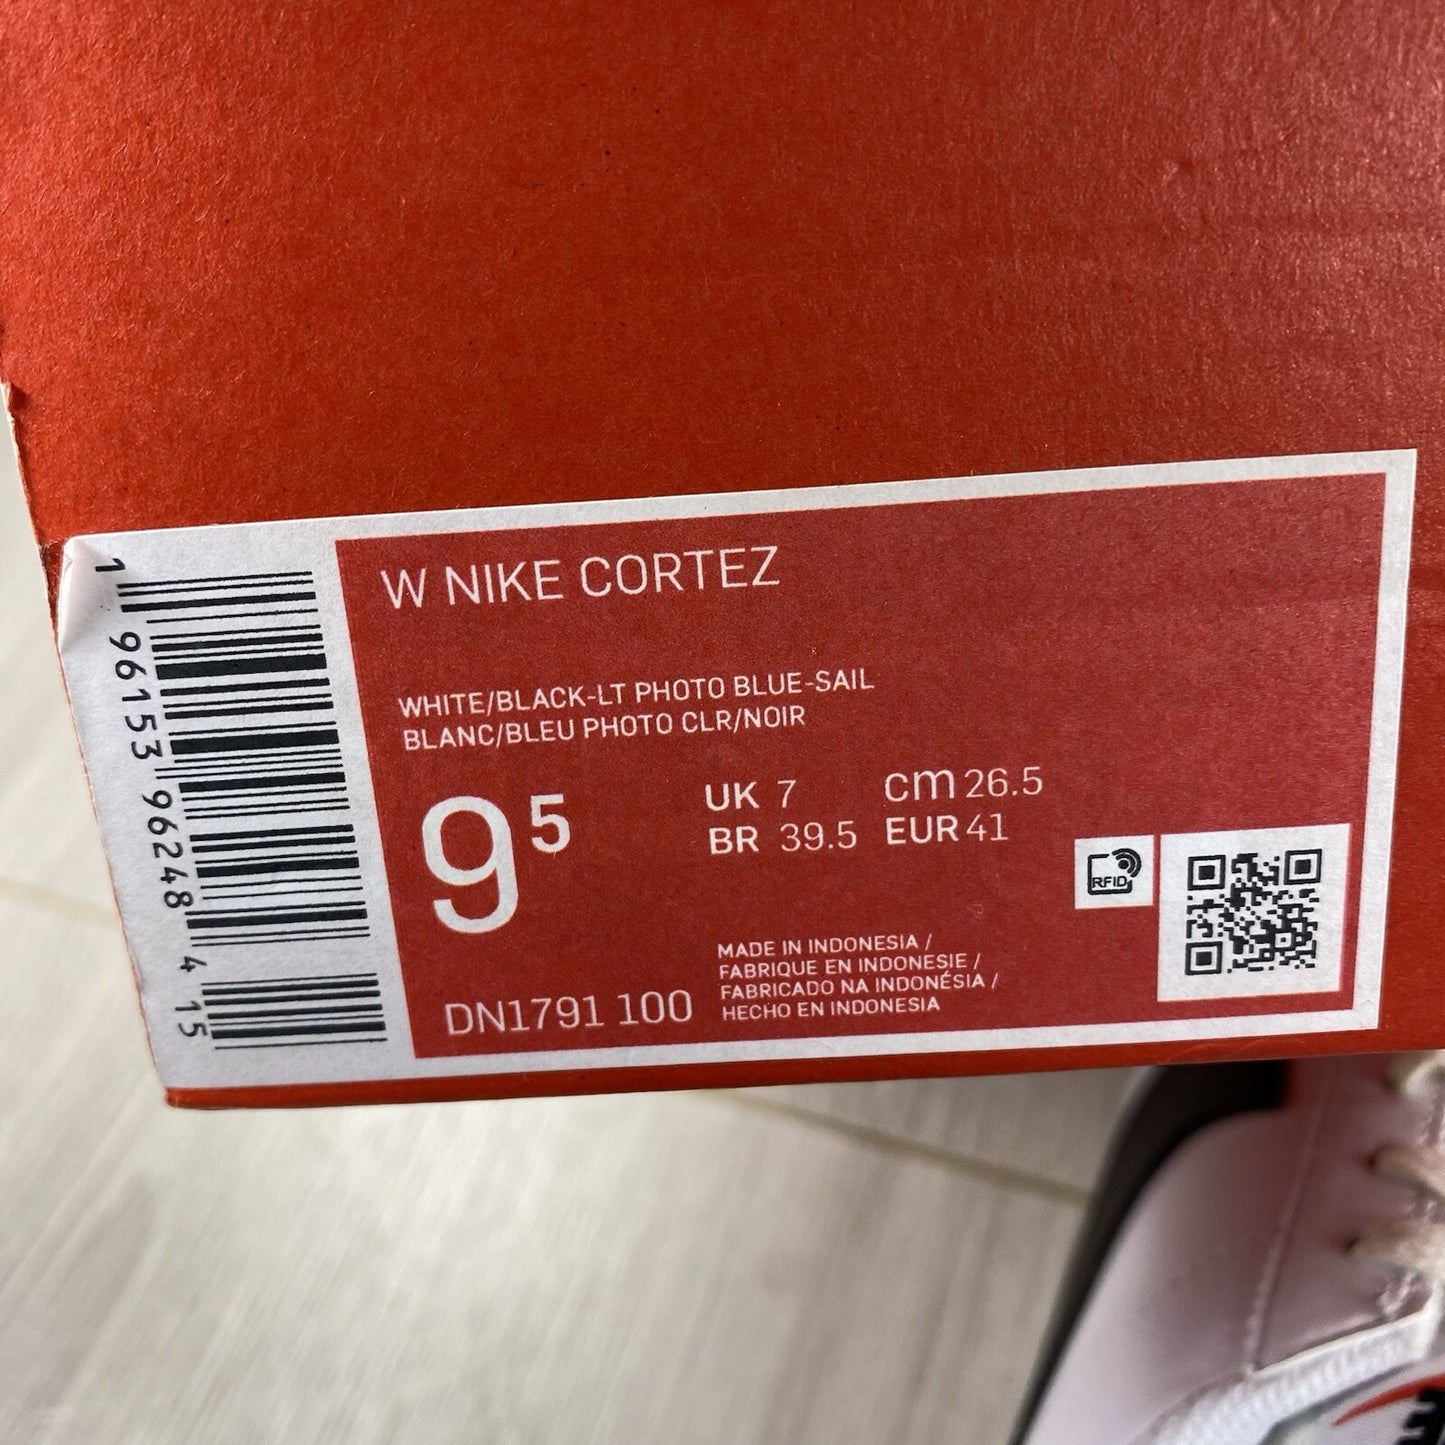 W NIKE CORTEZ
WHITE/BLACK-LT PHOTO BLUE-SAIL
BLANC/BLEU PHOTO CLR/NOIR
9 5
UK 7 cm 26.5
BR 39.5 EUR 41
MADE IN INDONESIA /
FABRIQUE EN INDONESIE /
FABRICADO NA INDONÉSIA /
HECHO EN INDONESIA
DN1791 100
RFID
1 96153 96248 4 15